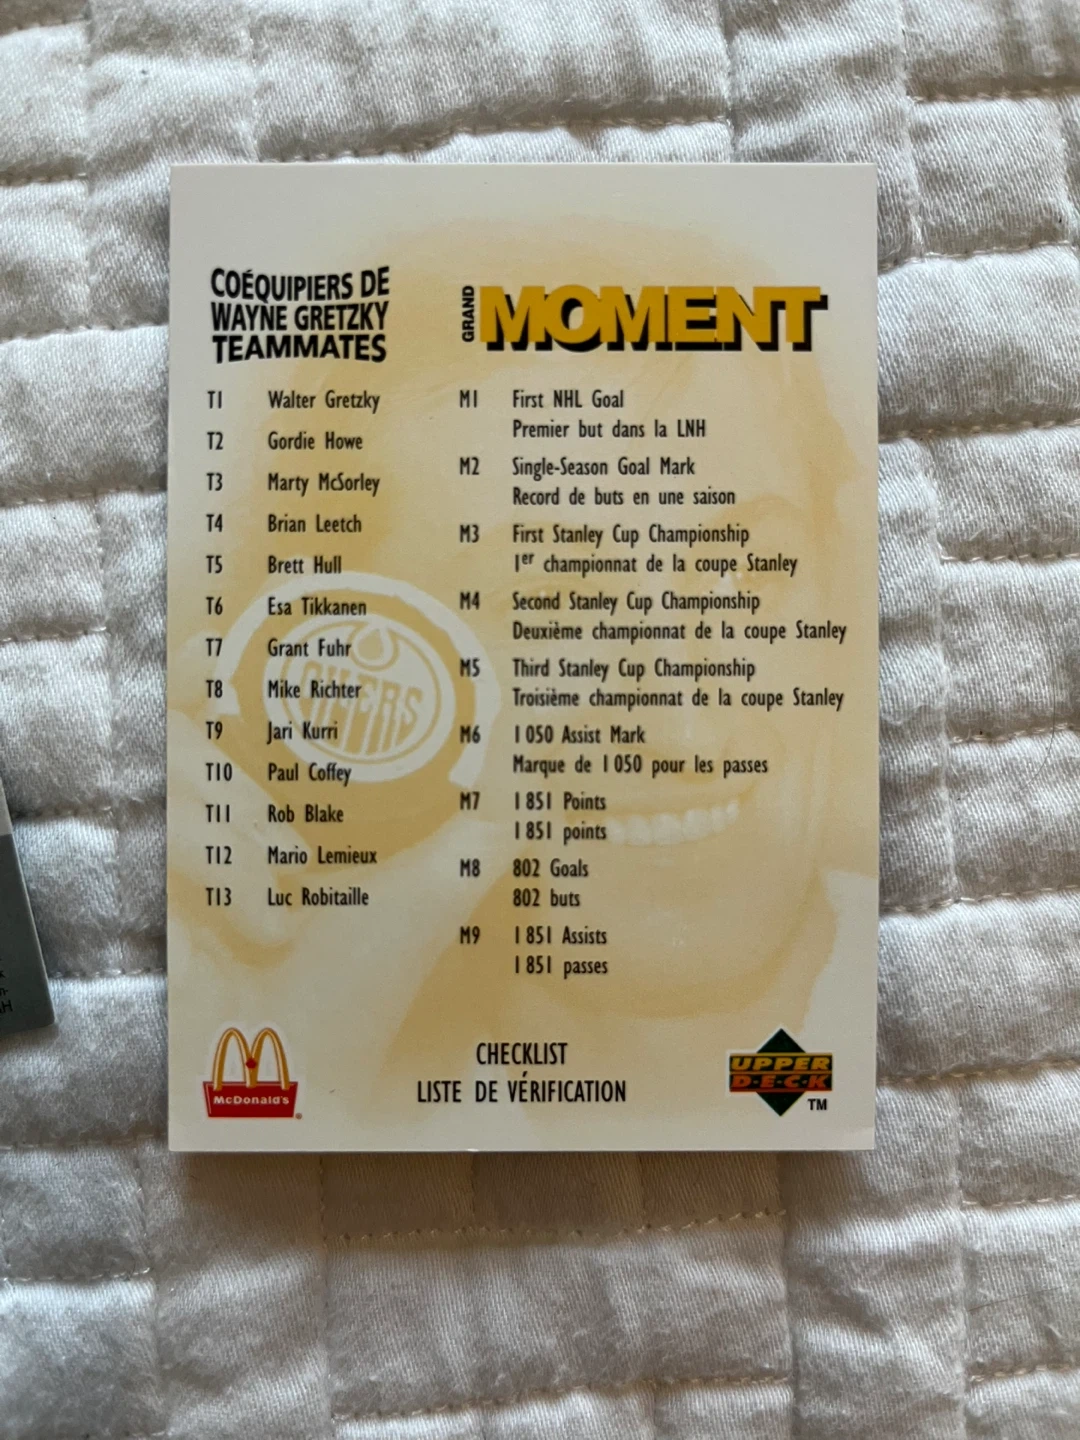 COÉQUIPIERS DE
WAYNE GRETZKY
TEAMMATES
T1 Walter Gretzky
T2 Gordie Howe
T3 Marty McSorley
T4 Brian Leetch
T5 Brett Hull
T6 Esa Tikkanen
T7 Grant Fuhr
T8 Mike Richter
T9 Jari Kurri
T10 Paul Coffey
T11 Rob Blake
T12 Mario Lemieux
T13 Luc Robitaille
GRAND MOMENT
M1 First NHL Goal
Premier but dans la LNH
M2 Single-Season Goal Mark
Record de buts en une saison
M3 First Stanley Cup Championship
1er championnat de la coupe Stanley
M4 Second Stanley Cup Championship
Deuxième championnat de la coupe Stanley
M5 Third Stanley Cup Championship
Troisième championnat de la coupe Stanley
M6 1 050 Assist Mark
Marque de 1 050 pour les passes
M7 1 851 Points
1 851 points
M8 802 Goals
802 buts
M9 1 851 Assists
1 851 passes
OILERS
CHECKLIST
LISTE DE VÉRIFICATION
McDonald's
UPPER
D·E·C·K
TM